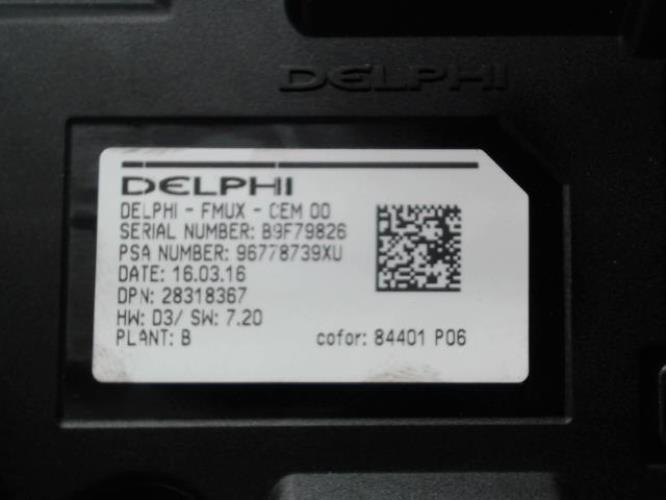 DELPHI
DELPHI
DELPHI - FMUX - CEM 00
SERIAL NUMBER: B9F79826
PSA NUMBER: 96778739XU
DATE: 16.03.16
DPN: 28318367
HW: D3/ SW: 7.20
PLANT: B cofor: 84401 P06